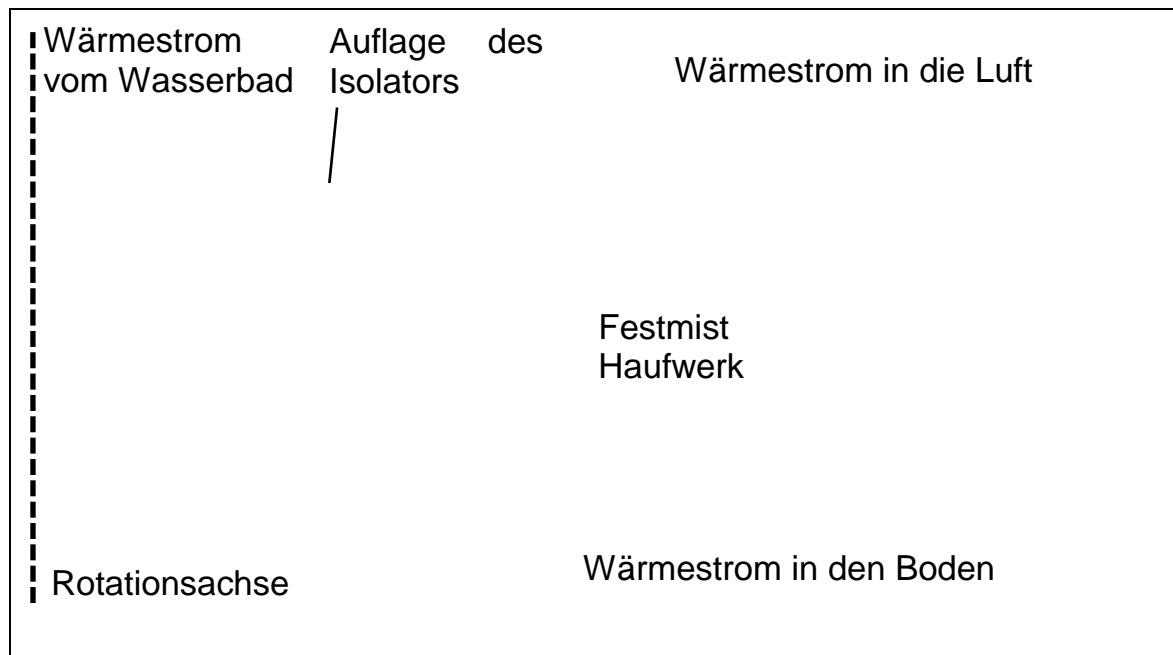 Wärmestrom
vom Wasserbad
Auflage des
Isolators
Wärmestrom in die Luft
Festmist
Haufwerk
Wärmestrom in den Boden
Rotationsachse